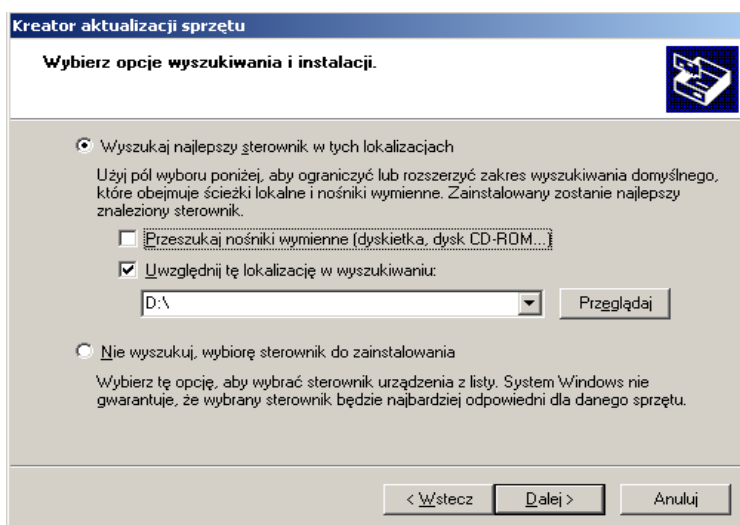 Kreator aktualizacji sprzętu
Wybierz opcje wyszukiwania i instalacji.
Wyszukaj najlepszy sterownik w tych lokalizacjach
Użyj pól wyboru poniżej, aby ograniczyć lub rozszerzyć zakres wyszukiwania domyślnego,
które obejmuje ścieżki lokalne i nośniki wymienne. Zainstalowany zostanie najlepszy
znaleziony sterownik.
Przeszukaj nośniki wymienne (dyskietka, dysk CD-ROM...)
Uwzględnij tę lokalizację w wyszukiwaniu:
D:\
Przeglądaj
Nie wyszukuj, wybiorę sterownik do zainstalowania
Wybierz tę opcję, aby wybrać sterownik urządzenia z listy. System Windows nie
gwarantuje, że wybrany sterownik będzie najbardziej odpowiedni dla danego sprzętu.
< Wstecz
Dalej >
Anuluj